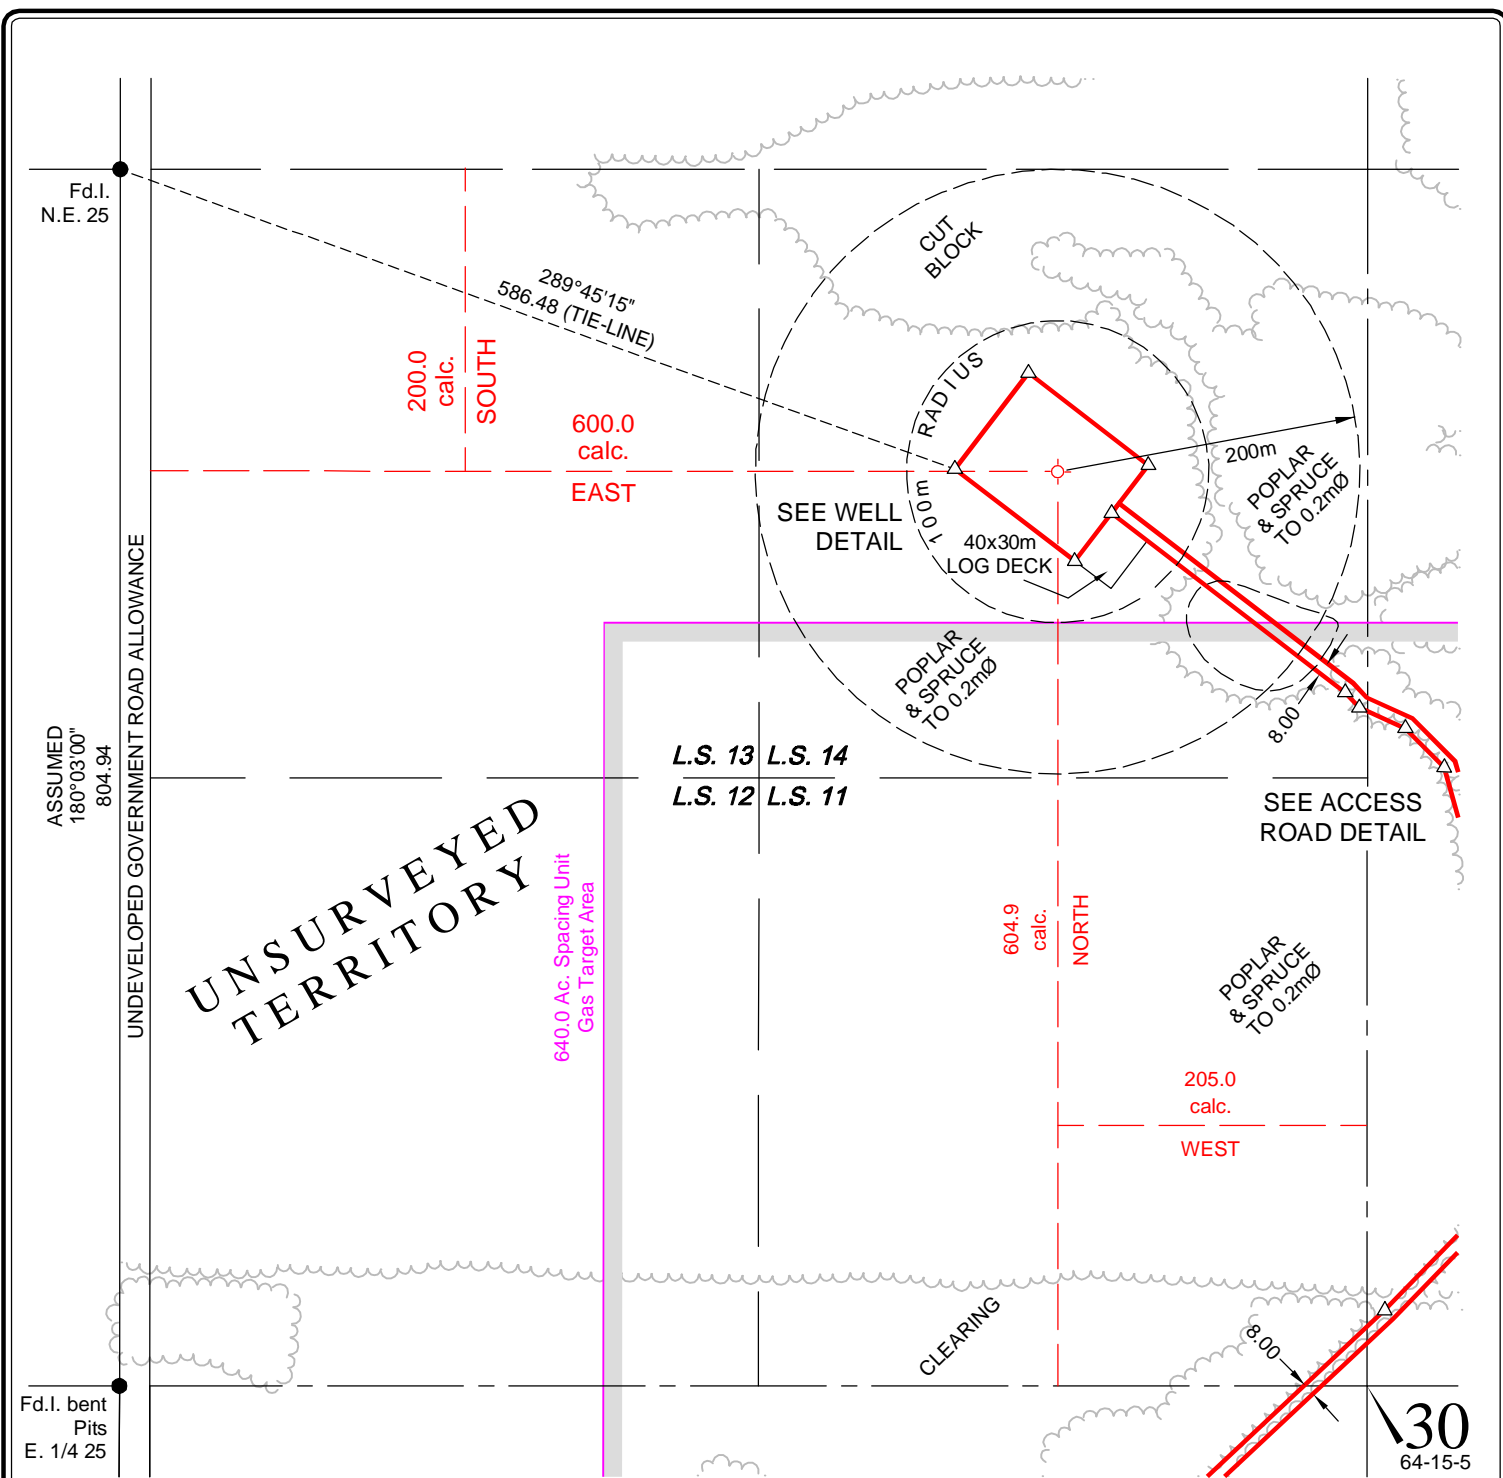 Fd.I.
N.E. 25
CUT
BLOCK
289°45'15"
586.48 (TIE-LINE)
200.0
calc.
SOUTH
600.0
calc.
EAST
100m RADIUS
200m
POPLAR
& SPRUCE
TO 0.2mØ
SEE WELL
DETAIL
40x30m
LOG DECK
UNDEVELOPED GOVERNMENT ROAD ALLOWANCE
ASSUMED
180°03'00"
804.94
POPLAR
& SPRUCE
TO 0.2mØ
8.00
L.S. 13
L.S. 14
L.S. 12
L.S. 11
SEE ACCESS
ROAD DETAIL
UNSURVEYED
TERRITORY
640.0 Ac. Spacing Unit
Gas Target Area
604.9
calc.
NORTH
POPLAR
& SPRUCE
TO 0.2mØ
205.0
calc.
WEST
CLEARING
8.00
Fd.I. bent
Pits
E. 1/4 25
30
64-15-5